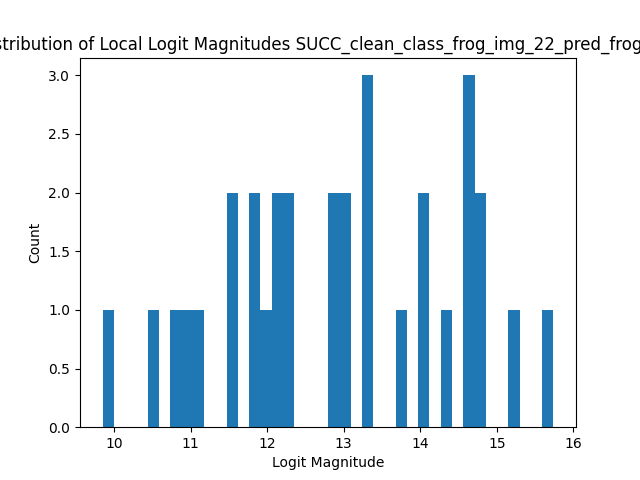 stribution of Local Logit Magnitudes SUCC_clean_class_frog_img_22_pred_frog
3.0
2.5
2.0
1.5
1.0
0.5
0.0
Count
10 11 12 13 14 15 16
Logit Magnitude